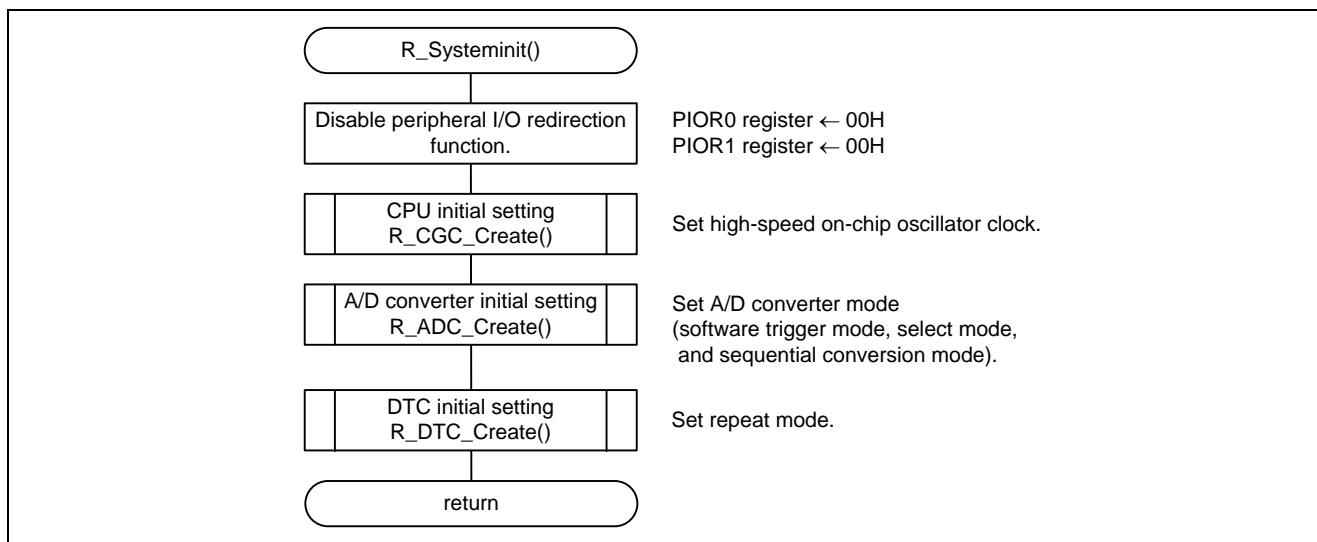 R_Systeminit()
Disable peripheral I/O redirection
function.
PIOR0 register ← 00H
PIOR1 register ← 00H
CPU initial setting
R_CGC_Create()
Set high-speed on-chip oscillator clock.
A/D converter initial setting
R_ADC_Create()
Set A/D converter mode
(software trigger mode, select mode,
and sequential conversion mode).
DTC initial setting
R_DTC_Create()
Set repeat mode.
return